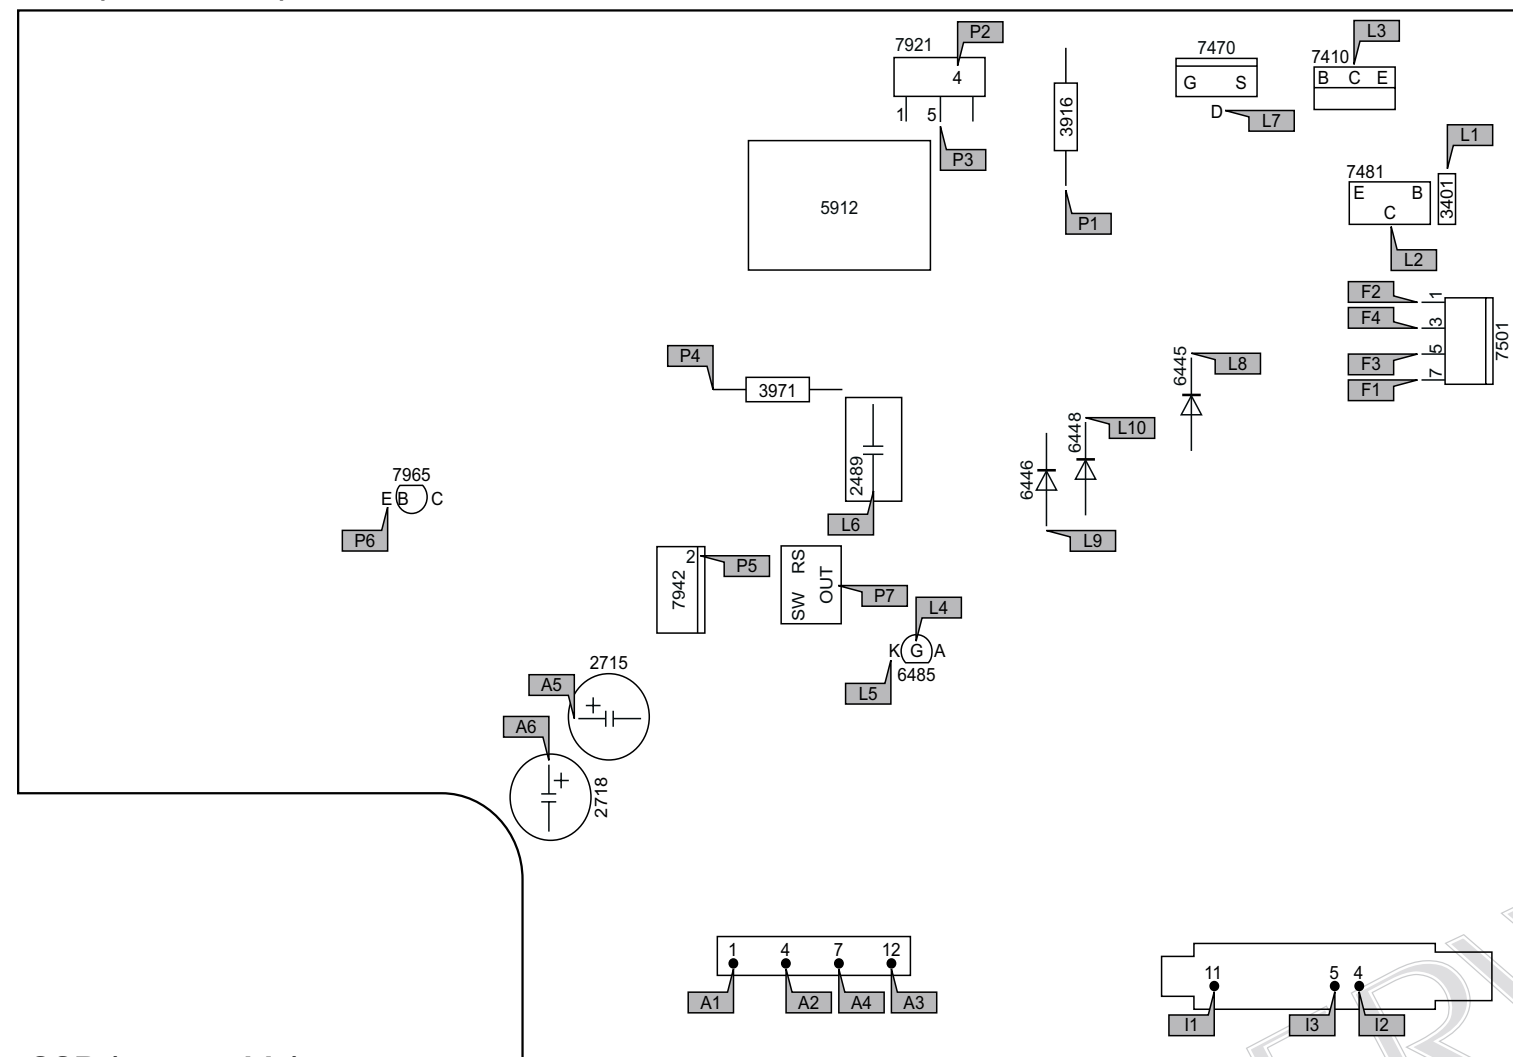 P2
L3
7921
7470
7410
4
G S
B C E
3916
1 5
D
L7
L1
P3
7481
E B
3401
5912
C
P1
L2
F2
1
F4
3
7501
P4
6445
L8
F3
5
3971
F1
7
6448
L10
7965
2489
6446
E B C
L6
P6
L9
2
P5
7942
SW RS
OUT
P7
L4
K G A
2715
6485
A5
L5
+
A6
+
2718
1 4 7 12
11 5 4
A1 A2 A4 A3
I1 I3 I2